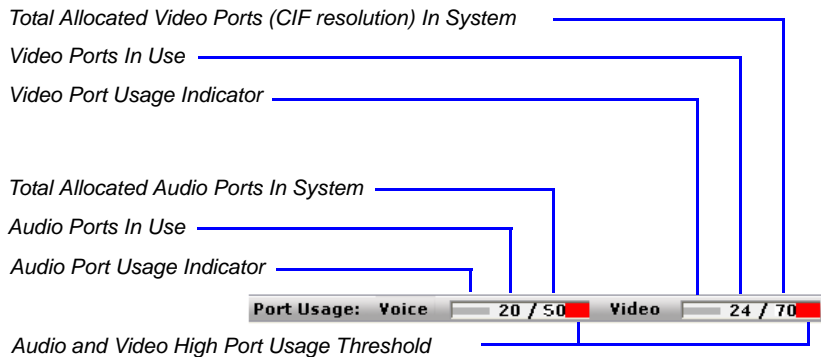 Total Allocated Video Ports (CIF resolution) In System
Video Ports In Use
Video Port Usage Indicator
Total Allocated Audio Ports In System
Audio Ports In Use
Audio Port Usage Indicator
Port Usage: Voice 20 / 50 Video 24 / 70
Audio and Video High Port Usage Threshold